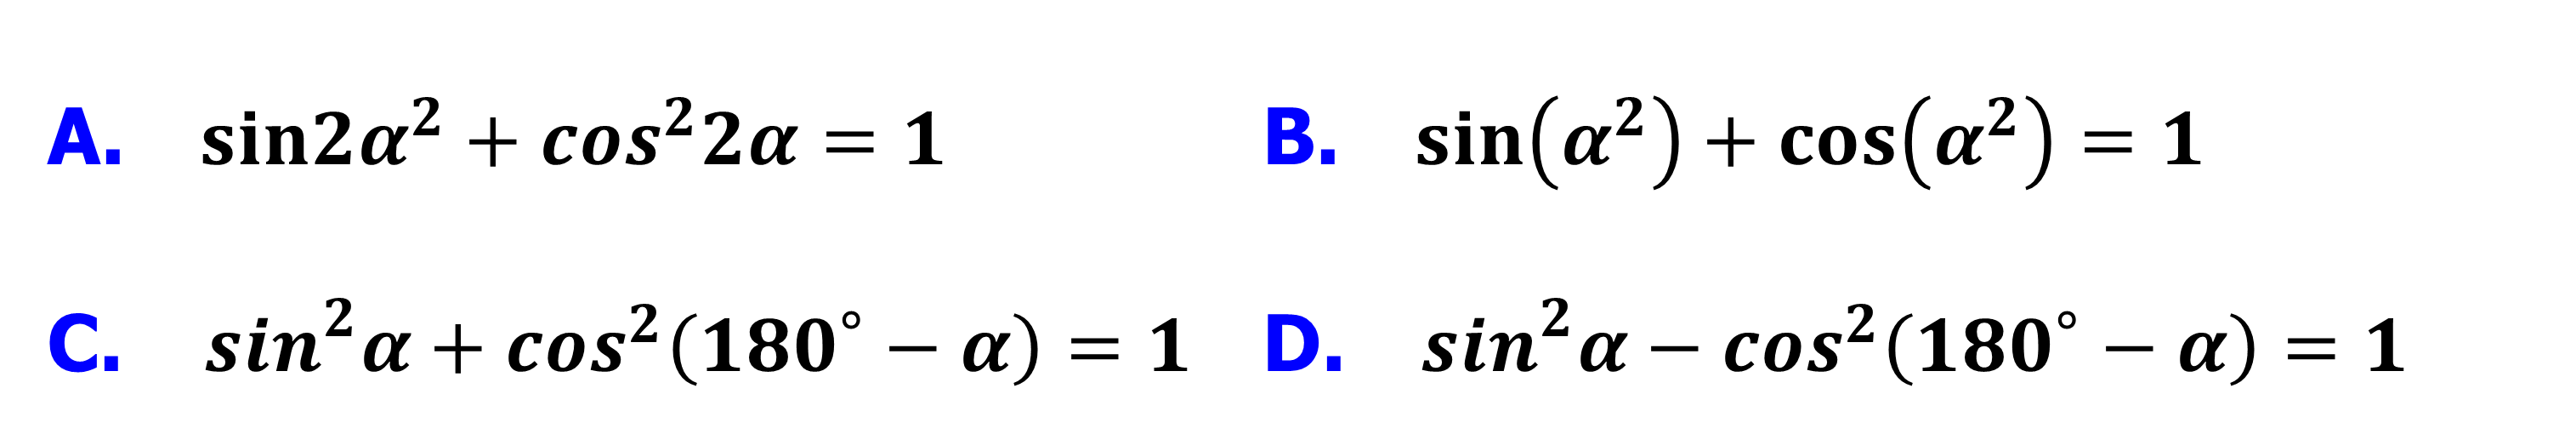 A. sin2α² + cos²2α = 1 B. sin(α²) + cos(α²) = 1
C. sin²α + cos²(180° − α) = 1 D. sin²α − cos²(180° − α) = 1